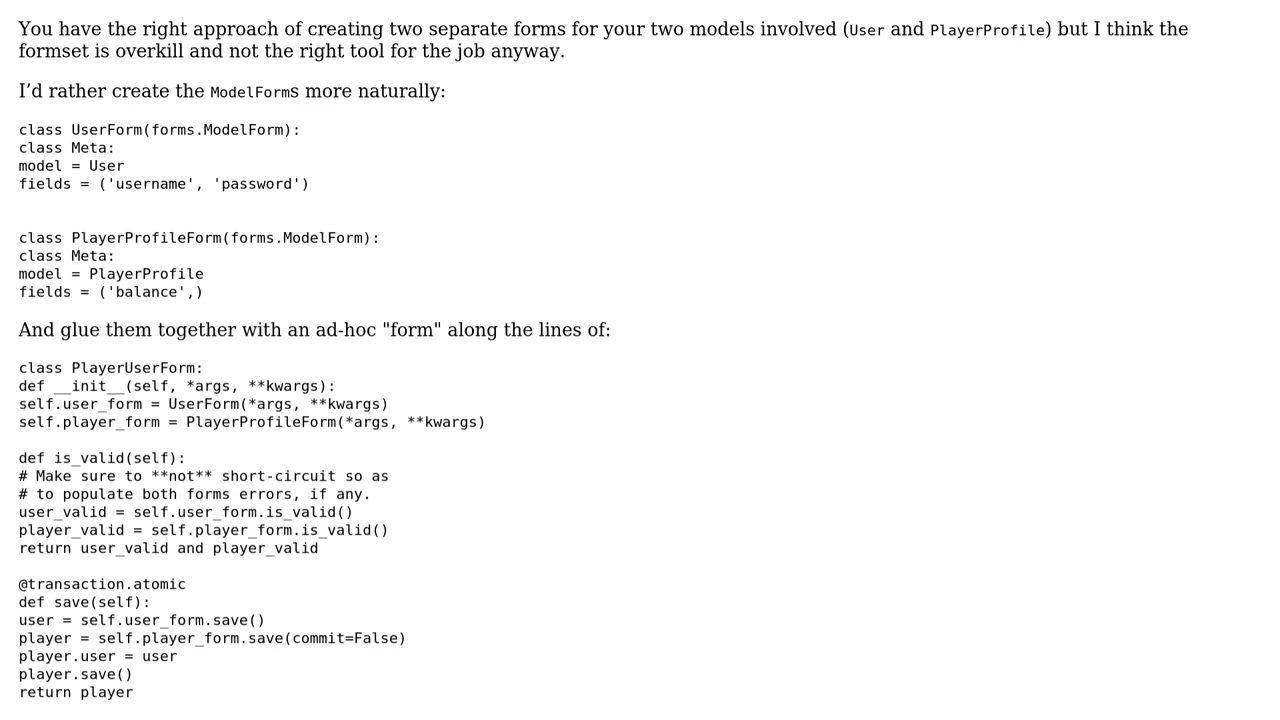 You have the right approach of creating two separate forms for your two models involved (User and PlayerProfile) but I think the
formset is overkill and not the right tool for the job anyway.
I’d rather create the ModelForms more naturally:
class UserForm(forms.ModelForm):
class Meta:
model = User
fields = ('username', 'password')
class PlayerProfileForm(forms.ModelForm):
class Meta:
model = PlayerProfile
fields = ('balance',)
And glue them together with an ad-hoc "form" along the lines of:
class PlayerUserForm:
def __init__(self, *args, **kwargs):
self.user_form = UserForm(*args, **kwargs)
self.player_form = PlayerProfileForm(*args, **kwargs)
def is_valid(self):
# Make sure to **not** short-circuit so as
# to populate both forms errors, if any.
user_valid = self.user_form.is_valid()
player_valid = self.player_form.is_valid()
return user_valid and player_valid
@transaction.atomic
def save(self):
user = self.user_form.save()
player = self.player_form.save(commit=False)
player.user = user
player.save()
return player